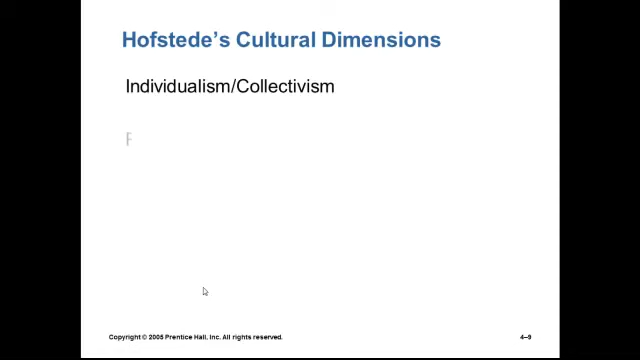 Hofstede's Cultural Dimensions
Individualism/Collectivism
F
Copyright © 2005 Prentice Hall, Inc. All rights reserved.
4–9